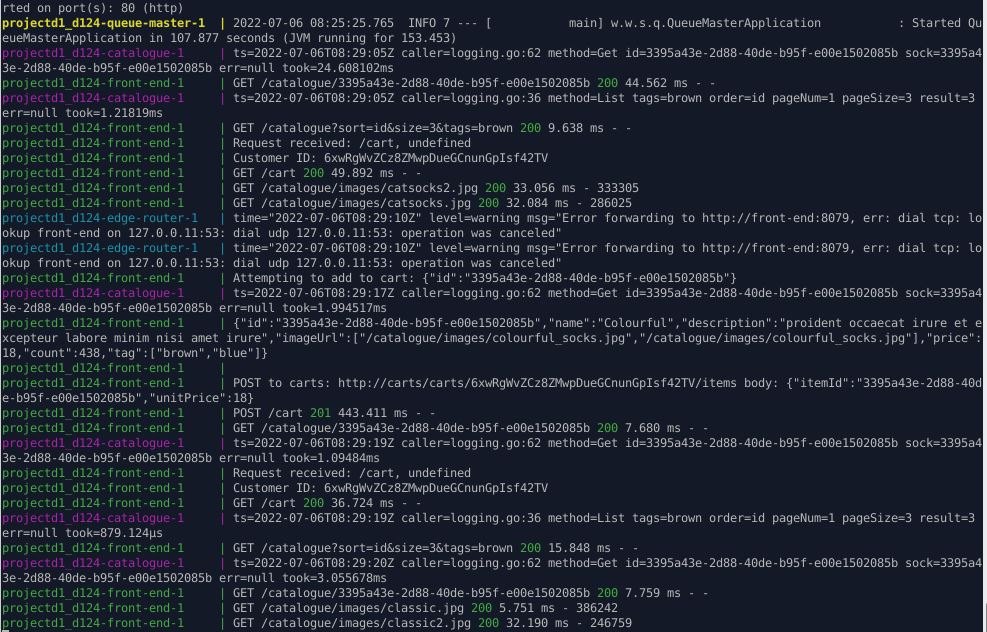 rted on port(s): 80 (http)
projectd1_d124-queue-master-1  | 2022-07-06 08:25:25.765  INFO 7 --- [           main] w.w.s.q.QueueMasterApplication           : Started Qu
eueMasterApplication in 107.877 seconds (JVM running for 153.453)
projectd1_d124-catalogue-1     | ts=2022-07-06T08:29:05Z caller=logging.go:62 method=Get id=3395a43e-2d88-40de-b95f-e00e1502085b sock=3395a4
3e-2d88-40de-b95f-e00e1502085b err=null took=24.608102ms
projectd1_d124-front-end-1     | GET /catalogue/3395a43e-2d88-40de-b95f-e00e1502085b 200 44.562 ms - -
projectd1_d124-catalogue-1     | ts=2022-07-06T08:29:05Z caller=logging.go:36 method=List tags=brown order=id pageNum=1 pageSize=3 result=3
err=null took=1.21819ms
projectd1_d124-front-end-1     | GET /catalogue?sort=id&size=3&tags=brown 200 9.638 ms - -
projectd1_d124-front-end-1     | Request received: /cart, undefined
projectd1_d124-front-end-1     | Customer ID: 6xwRgWvZCz8ZMwpDueGCnunGpIsf42TV
projectd1_d124-front-end-1     | GET /cart 200 49.892 ms - -
projectd1_d124-front-end-1     | GET /catalogue/images/catsocks2.jpg 200 33.056 ms - 333305
projectd1_d124-front-end-1     | GET /catalogue/images/catsocks.jpg 200 32.084 ms - 286025
projectd1_d124-edge-router-1   | time="2022-07-06T08:29:10Z" level=warning msg="Error forwarding to http://front-end:8079, err: dial tcp: lo
okup front-end on 127.0.0.11:53: dial udp 127.0.0.11:53: operation was canceled"
projectd1_d124-edge-router-1   | time="2022-07-06T08:29:10Z" level=warning msg="Error forwarding to http://front-end:8079, err: dial tcp: lo
okup front-end on 127.0.0.11:53: dial udp 127.0.0.11:53: operation was canceled"
projectd1_d124-front-end-1     | Attempting to add to cart: {"id":"3395a43e-2d88-40de-b95f-e00e1502085b"}
projectd1_d124-catalogue-1     | ts=2022-07-06T08:29:17Z caller=logging.go:62 method=Get id=3395a43e-2d88-40de-b95f-e00e1502085b sock=3395a4
3e-2d88-40de-b95f-e00e1502085b err=null took=1.994517ms
projectd1_d124-front-end-1     | {"id":"3395a43e-2d88-40de-b95f-e00e1502085b","name":"Colourful","description":"proident occaecat irure et e
xcepteur labore minim nisi amet irure","imageUrl":["/catalogue/images/colourful_socks.jpg","/catalogue/images/colourful_socks.jpg"],"price":
18,"count":438,"tag":["brown","blue"]}
projectd1_d124-front-end-1     |
projectd1_d124-front-end-1     | POST to carts: http://carts/carts/6xwRgWvZCz8ZMwpDueGCnunGpIsf42TV/items body: {"itemId":"3395a43e-2d88-40d
e-b95f-e00e1502085b","unitPrice":18}
projectd1_d124-front-end-1     | POST /cart 201 443.411 ms - -
projectd1_d124-front-end-1     | GET /catalogue/3395a43e-2d88-40de-b95f-e00e1502085b 200 7.680 ms - -
projectd1_d124-catalogue-1     | ts=2022-07-06T08:29:19Z caller=logging.go:62 method=Get id=3395a43e-2d88-40de-b95f-e00e1502085b sock=3395a4
3e-2d88-40de-b95f-e00e1502085b err=null took=1.09484ms
projectd1_d124-front-end-1     | Request received: /cart, undefined
projectd1_d124-front-end-1     | Customer ID: 6xwRgWvZCz8ZMwpDueGCnunGpIsf42TV
projectd1_d124-front-end-1     | GET /cart 200 36.724 ms - -
projectd1_d124-catalogue-1     | ts=2022-07-06T08:29:19Z caller=logging.go:36 method=List tags=brown order=id pageNum=1 pageSize=3 result=3
err=null took=879.124µs
projectd1_d124-front-end-1     | GET /catalogue?sort=id&size=3&tags=brown 200 15.848 ms - -
projectd1_d124-catalogue-1     | ts=2022-07-06T08:29:20Z caller=logging.go:62 method=Get id=3395a43e-2d88-40de-b95f-e00e1502085b sock=3395a4
3e-2d88-40de-b95f-e00e1502085b err=null took=3.055678ms
projectd1_d124-front-end-1     | GET /catalogue/3395a43e-2d88-40de-b95f-e00e1502085b 200 7.759 ms - -
projectd1_d124-front-end-1     | GET /catalogue/images/classic.jpg 200 5.751 ms - 386242
projectd1_d124-front-end-1     | GET /catalogue/images/classic2.jpg 200 32.190 ms - 246759